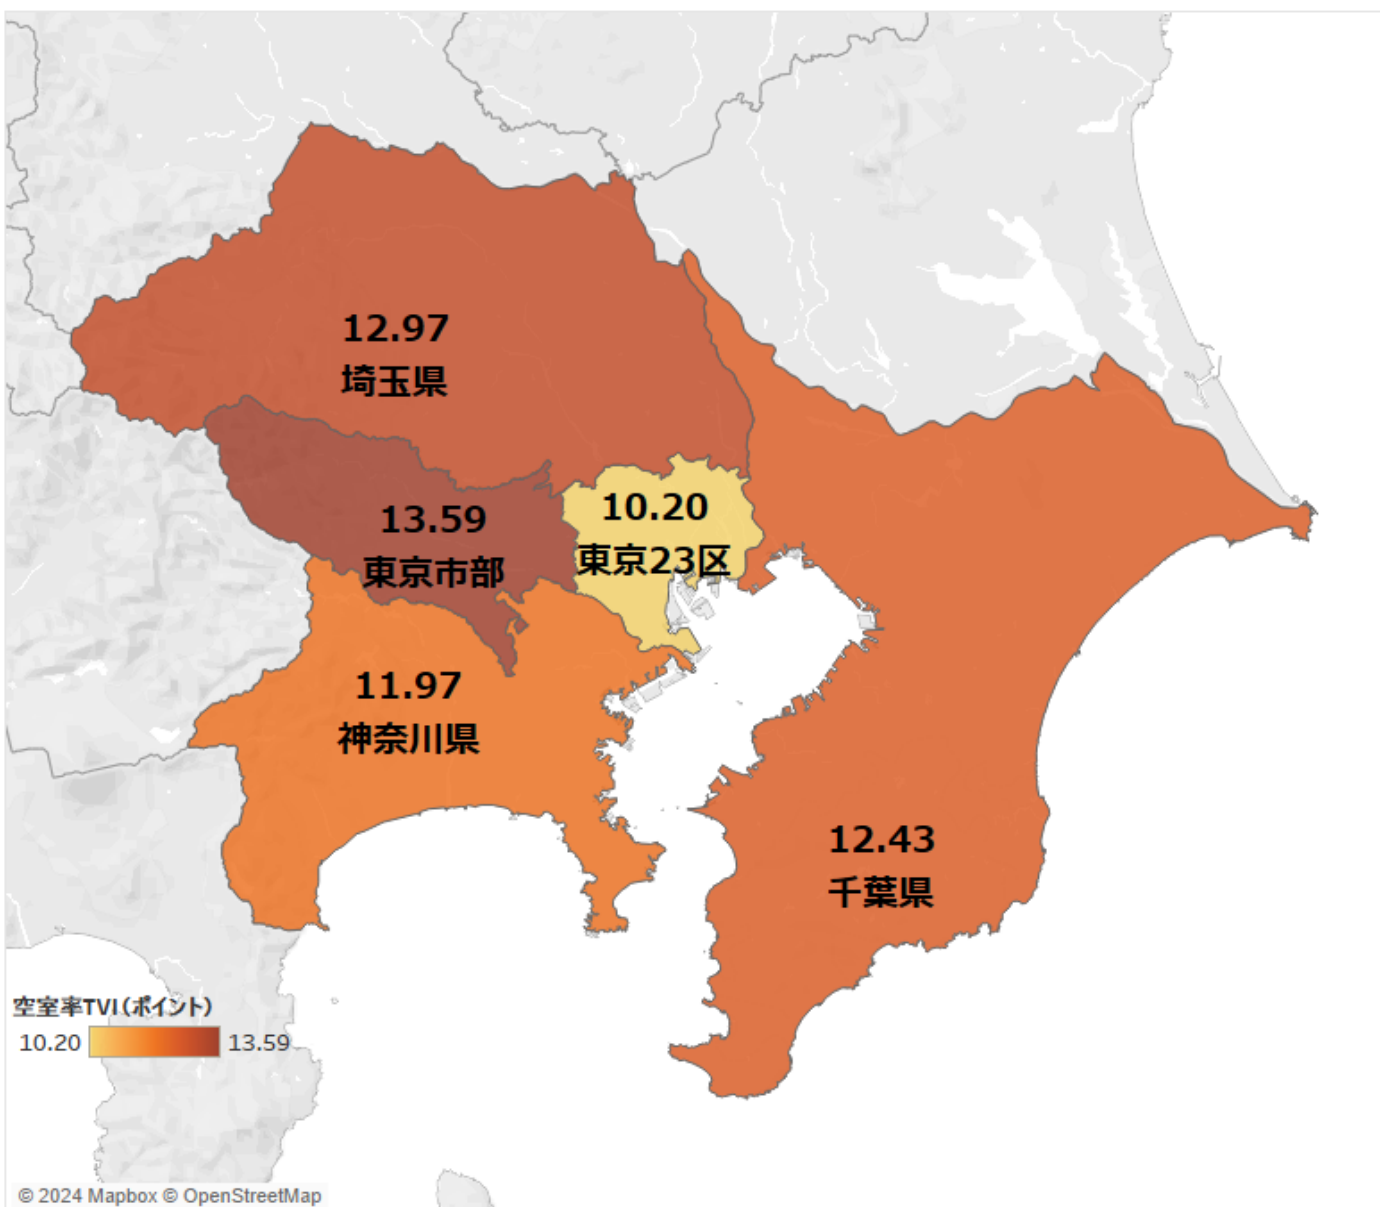 12.97
埼玉県
13.59
東京市部
10.20
東京23区
11.97
神奈川県
12.43
千葉県
空室率TVI(ポイント)
10.20 13.59
© 2024 Mapbox © OpenStreetMap